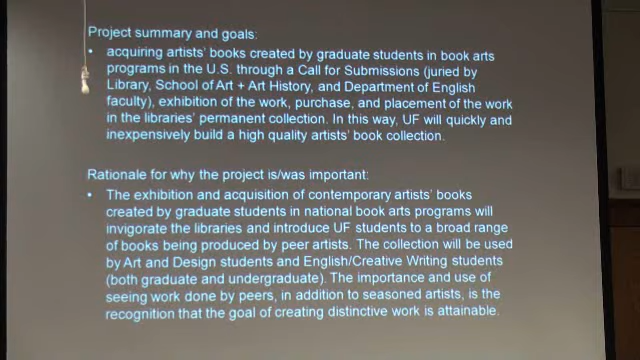 Project summary and goals:
• acquiring artists' books created by graduate students in book arts
programs in the U.S. through a Call for Submissions (juried by
Library, School of Art + Art History, and Department of English
faculty), exhibition of the work, purchase, and placement of the work
in the libraries' permanent collection. In this way, UF will quickly and
inexpensively build a high quality artists' book collection.
Rationale for why the project is/was important:
• The exhibition and acquisition of contemporary artists' books
created by graduate students in national book arts programs will
invigorate the libraries and introduce UF students to a broad range
of books being produced by peer artists. The collection will be used
by Art and Design students and English/Creative Writing students
(both graduate and undergraduate). The importance and use of
seeing work done by peers, in addition to seasoned artists, is the
recognition that the goal of creating distinctive work is attainable.